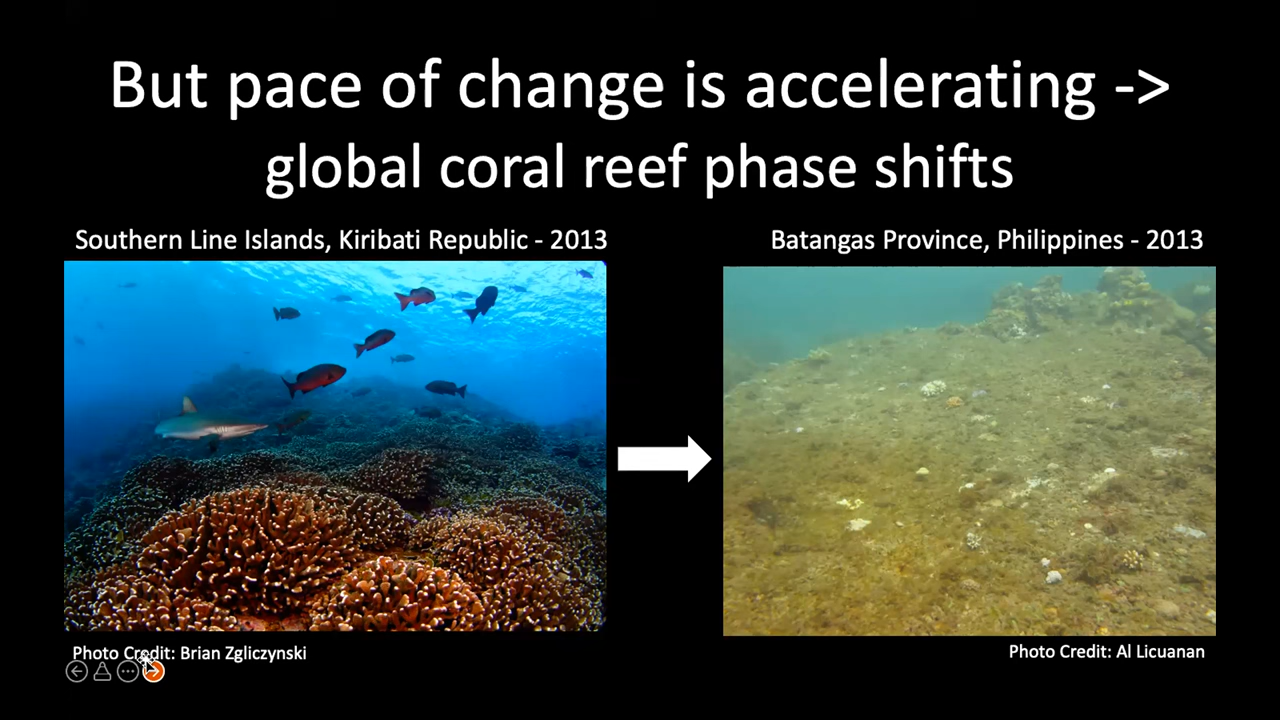 But pace of change is accelerating ->
global coral reef phase shifts
Southern Line Islands, Kiribati Republic - 2013
Batangas Province, Philippines - 2013
Photo Credit: Brian Zgliczynski
Photo Credit: Al Licuanan